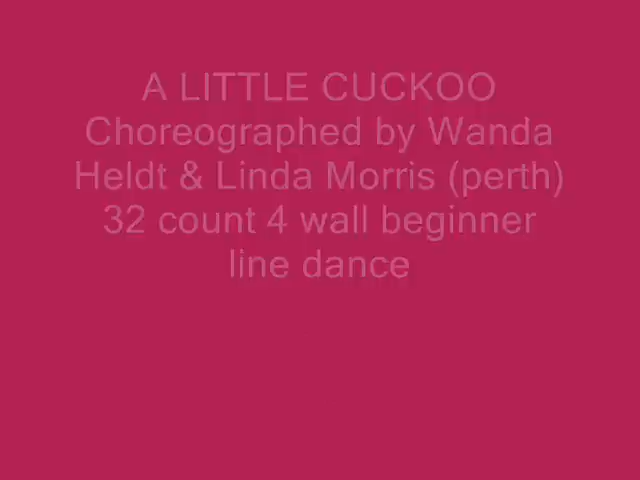 A LITTLE CUCKOO
Choreographed by Wanda
Heldt & Linda Morris (perth)
32 count 4 wall beginner
line dance